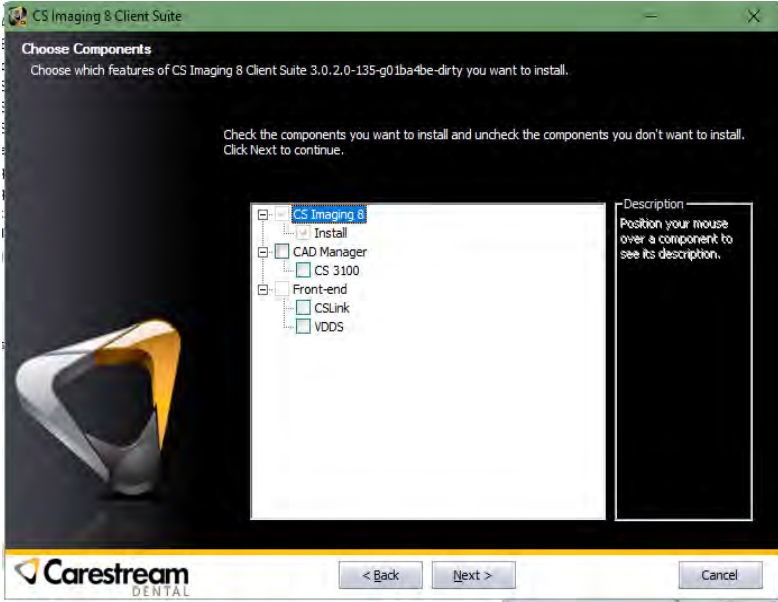 CS Imaging 8 Client Suite
Choose Components
Choose which features of CS Imaging 8 Client Suite 3.0.2.0-135-g01ba4be-dirty you want to install.
Check the components you want to install and uncheck the components you don't want to install.
Click Next to continue.
CS Imaging 8
Install
CAD Manager
CS 3100
Front-end
CSLink
VDDS
Description
Position your mouse
over a component to
see its description.
Carestream
DENTAL
< Back
Next >
Cancel